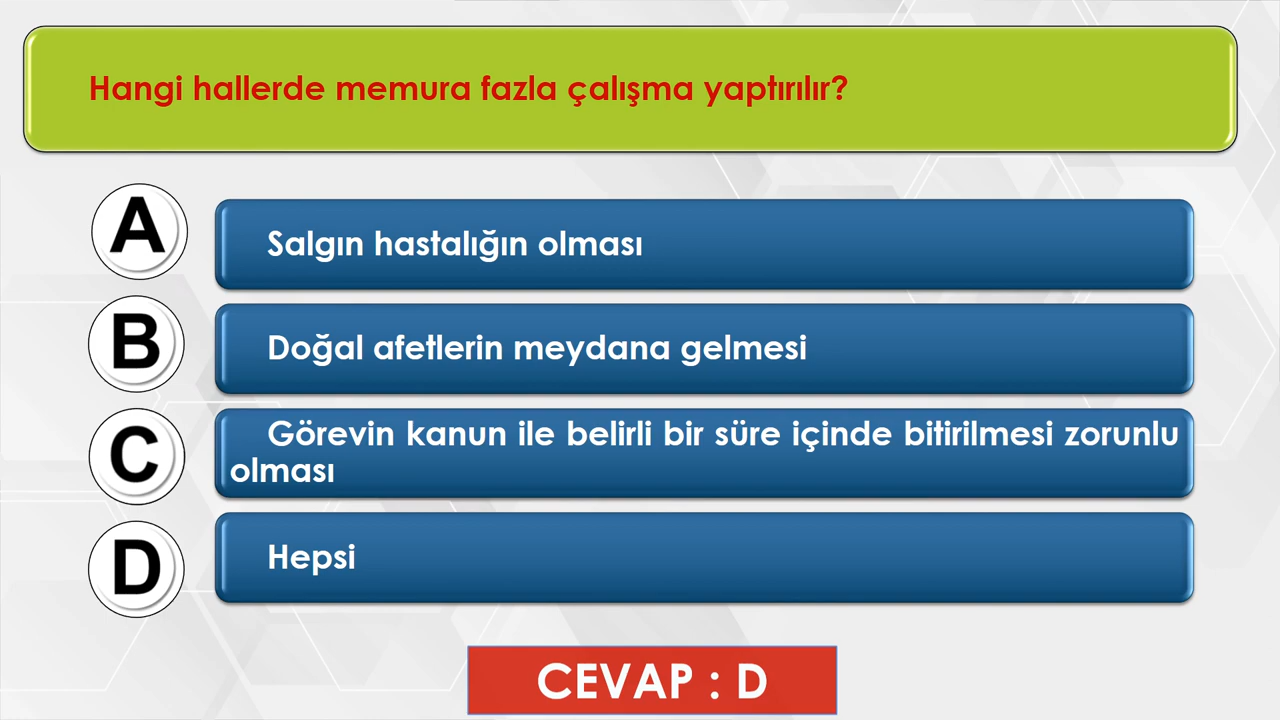 Hangi hallerde memura fazla çalışma yaptırılır?
A
Salgın hastalığın olması
B
Doğal afetlerin meydana gelmesi
C
Görevin kanun ile belirli bir süre içinde bitirilmesi zorunlu
olması
D
Hepsi
CEVAP : D